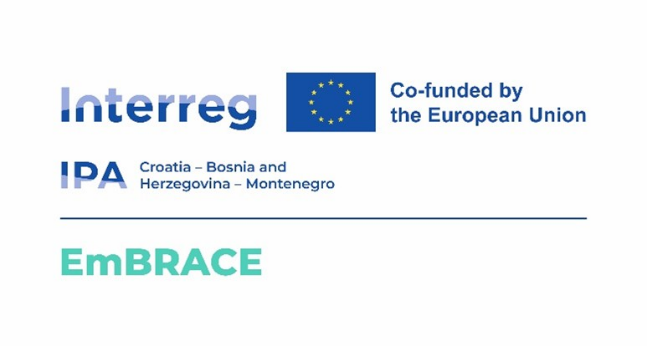 Interreg
Co-funded by
the European Union
IPA
Croatia – Bosnia and
Herzegovina – Montenegro
EmBRACE